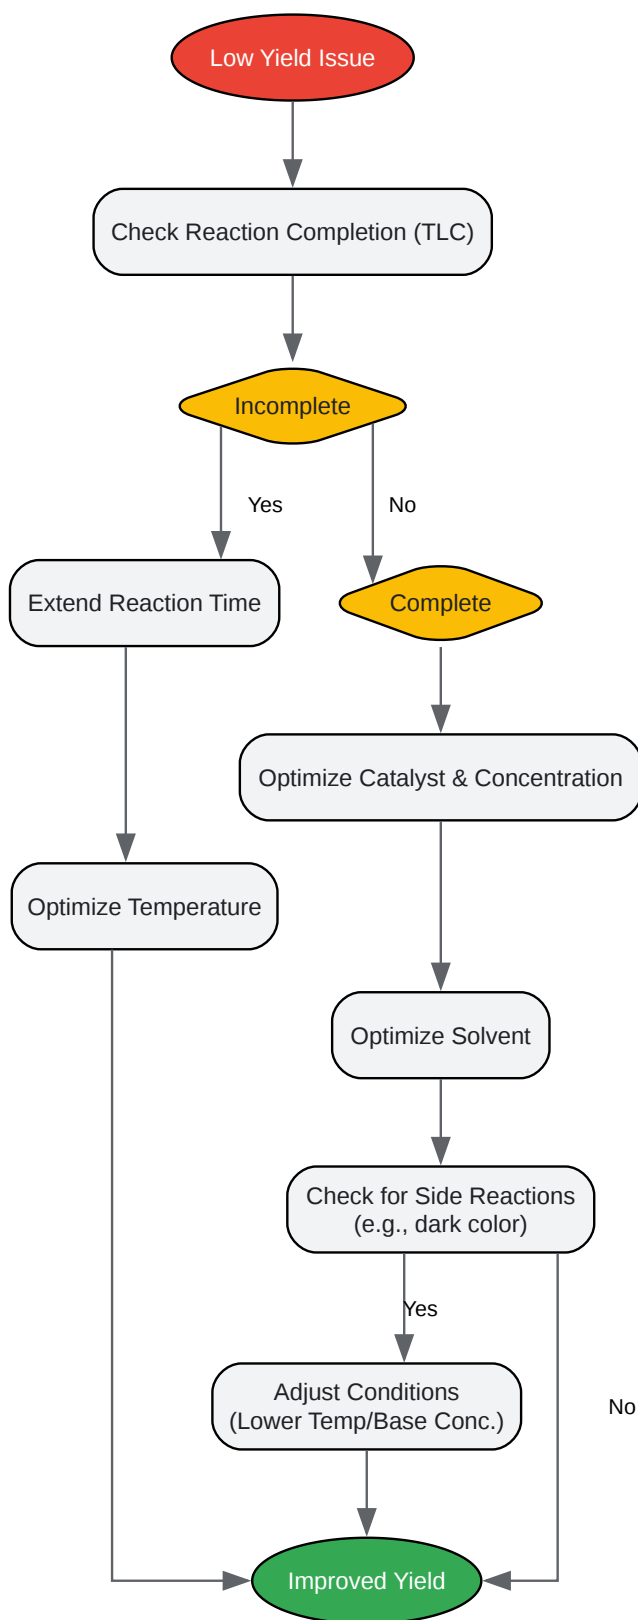 Low Yield Issue
Check Reaction Completion (TLC)
Incomplete
Yes
No
Extend Reaction Time
Complete
Optimize Catalyst & Concentration
Optimize Temperature
Optimize Solvent
Check for Side Reactions
(e.g., dark color)
Yes
Adjust Conditions
(Lower Temp/Base Conc.)
No
Improved Yield